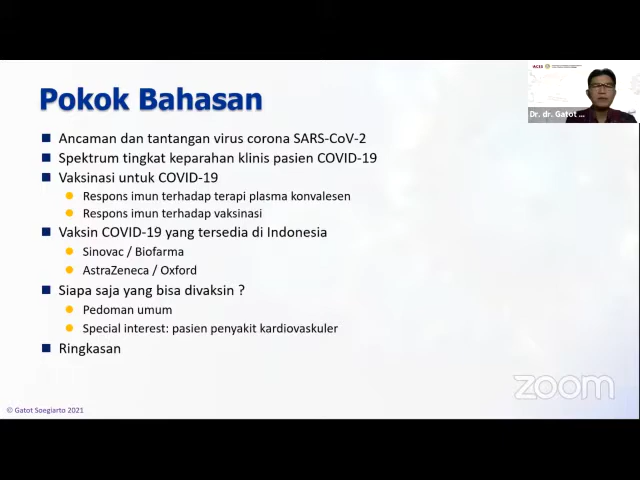 Pokok Bahasan
Ancaman dan tantangan virus corona SARS-CoV-2
Spektrum tingkat keparahan klinis pasien COVID-19
Vaksinasi untuk COVID-19
Respons imun terhadap terapi plasma konvalesen
Respons imun terhadap vaksinasi
Vaksin COVID-19 yang tersedia di Indonesia
Sinovac / Biofarma
AstraZeneca / Oxford
Siapa saja yang bisa divaksin ?
Pedoman umum
Special interest: pasien penyakit kardiovaskuler
Ringkasan
© Gatot Soegiarto 2021
Dr. dr. Gatot ...
zoom